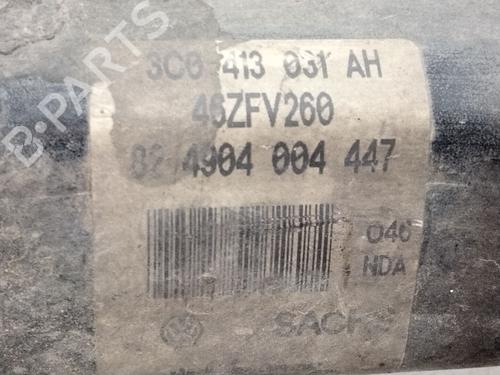 B-PARTS
3C0 413 031 AH
46ZFV260
82 4904 004 447
040
NDA
SACHS